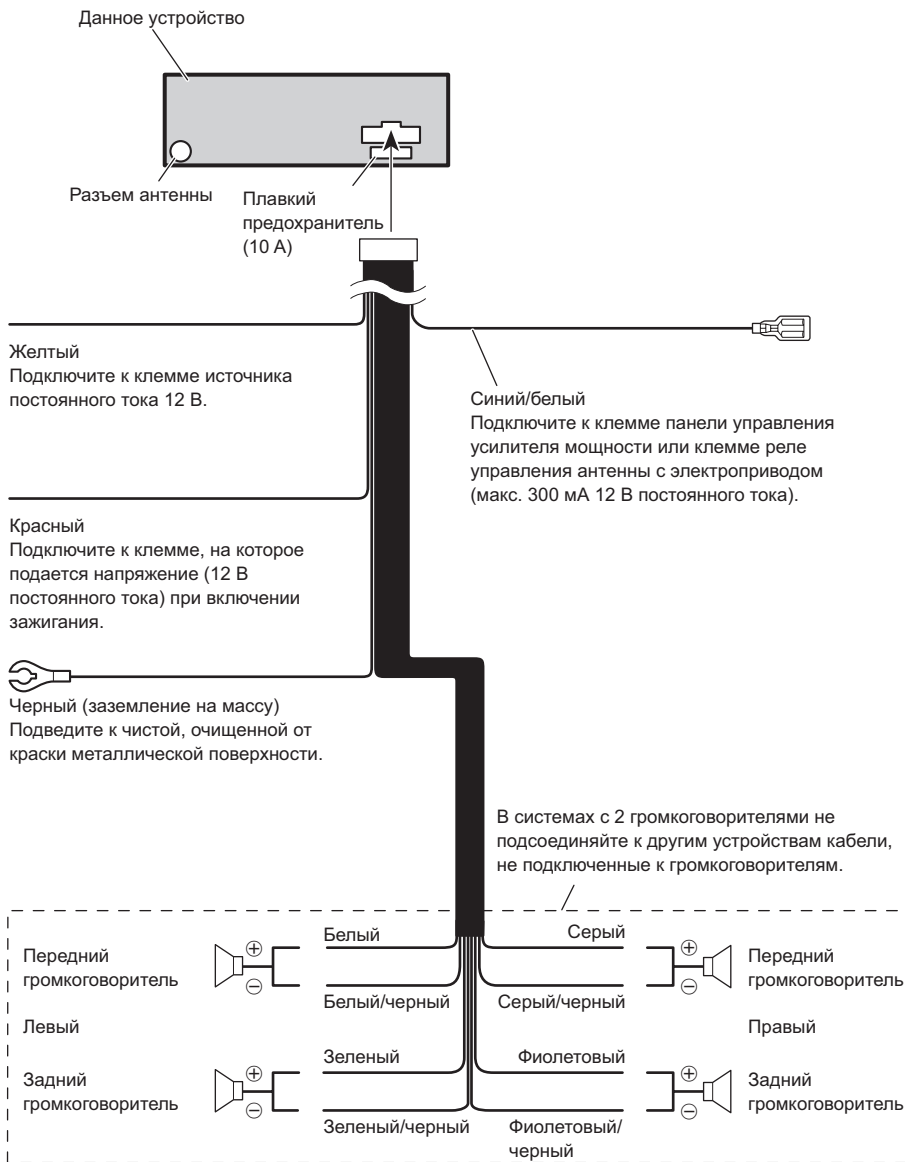 Данное устройство
Разъем антенны
Плавкий
предохранитель
(10 А)
Желтый
Подключите к клемме источника
постоянного тока 12 В.
Синий/белый
Подключите к клемме панели управления
усилителя мощности или клемме реле
управления антенны с электроприводом
(макс. 300 мА 12 В постоянного тока).
Красный
Подключите к клемме, на которое
подается напряжение (12 В
постоянного тока) при включении
зажигания.
Черный (заземление на массу)
Подведите к чистой, очищенной от
краски металлической поверхности.
В системах с 2 громкоговорителями не
подсоединяйте к другим устройствам кабели,
не подключенные к громкоговорителям.
Передний
громкоговоритель
⊕
⊖
Белый
Белый/черный
Серый
Серый/черный
⊕
⊖
Передний
громкоговоритель
Левый
Правый
Задний
громкоговоритель
⊕
⊖
Зеленый
Зеленый/черный
Фиолетовый
Фиолетовый/
черный
⊕
⊖
Задний
громкоговоритель